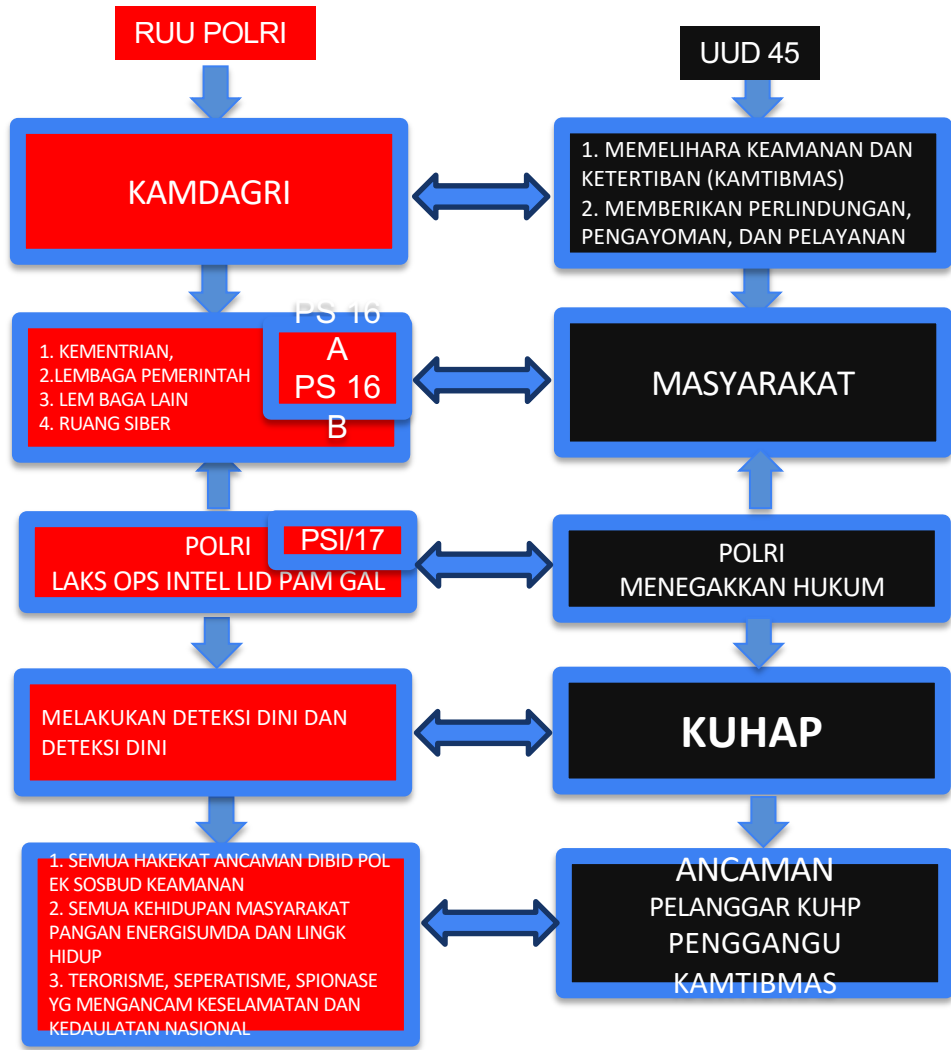 RUU POLRI
UUD 45
KAMDAGRI
1. MEMELIHARA KEAMANAN DAN
KETERTIBAN (KAMTIBMAS)
2. MEMBERIKAN PERLINDUNGAN,
PENGAYOMAN, DAN PELAYANAN
1. KEMENTRIAN,
2.LEMBAGA PEMERINTAH
3. LEM BAGA LAIN
4. RUANG SIBER
PS 16
A
PS 16
B
MASYARAKAT
POLRI
LAKS OPS INTEL LID PAM GAL
PSI/17
POLRI
MENEGAKKAN HUKUM
MELAKUKAN DETEKSI DINI DAN
DETEKSI DINI
KUHAP
1. SEMUA HAKEKAT ANCAMAN DIBID POL
EK SOSBUD KEAMANAN
2. SEMUA KEHIDUPAN MASYARAKAT
PANGAN ENERGISUMDA DAN LINGK
HIDUP
3. TERORISME, SEPERATISME, SPIONASE
YG MENGANCAM KESELAMATAN DAN
KEDAULATAN NASIONAL
ANCAMAN
PELANGGAR KUHP
PENGGANGU
KAMTIBMAS